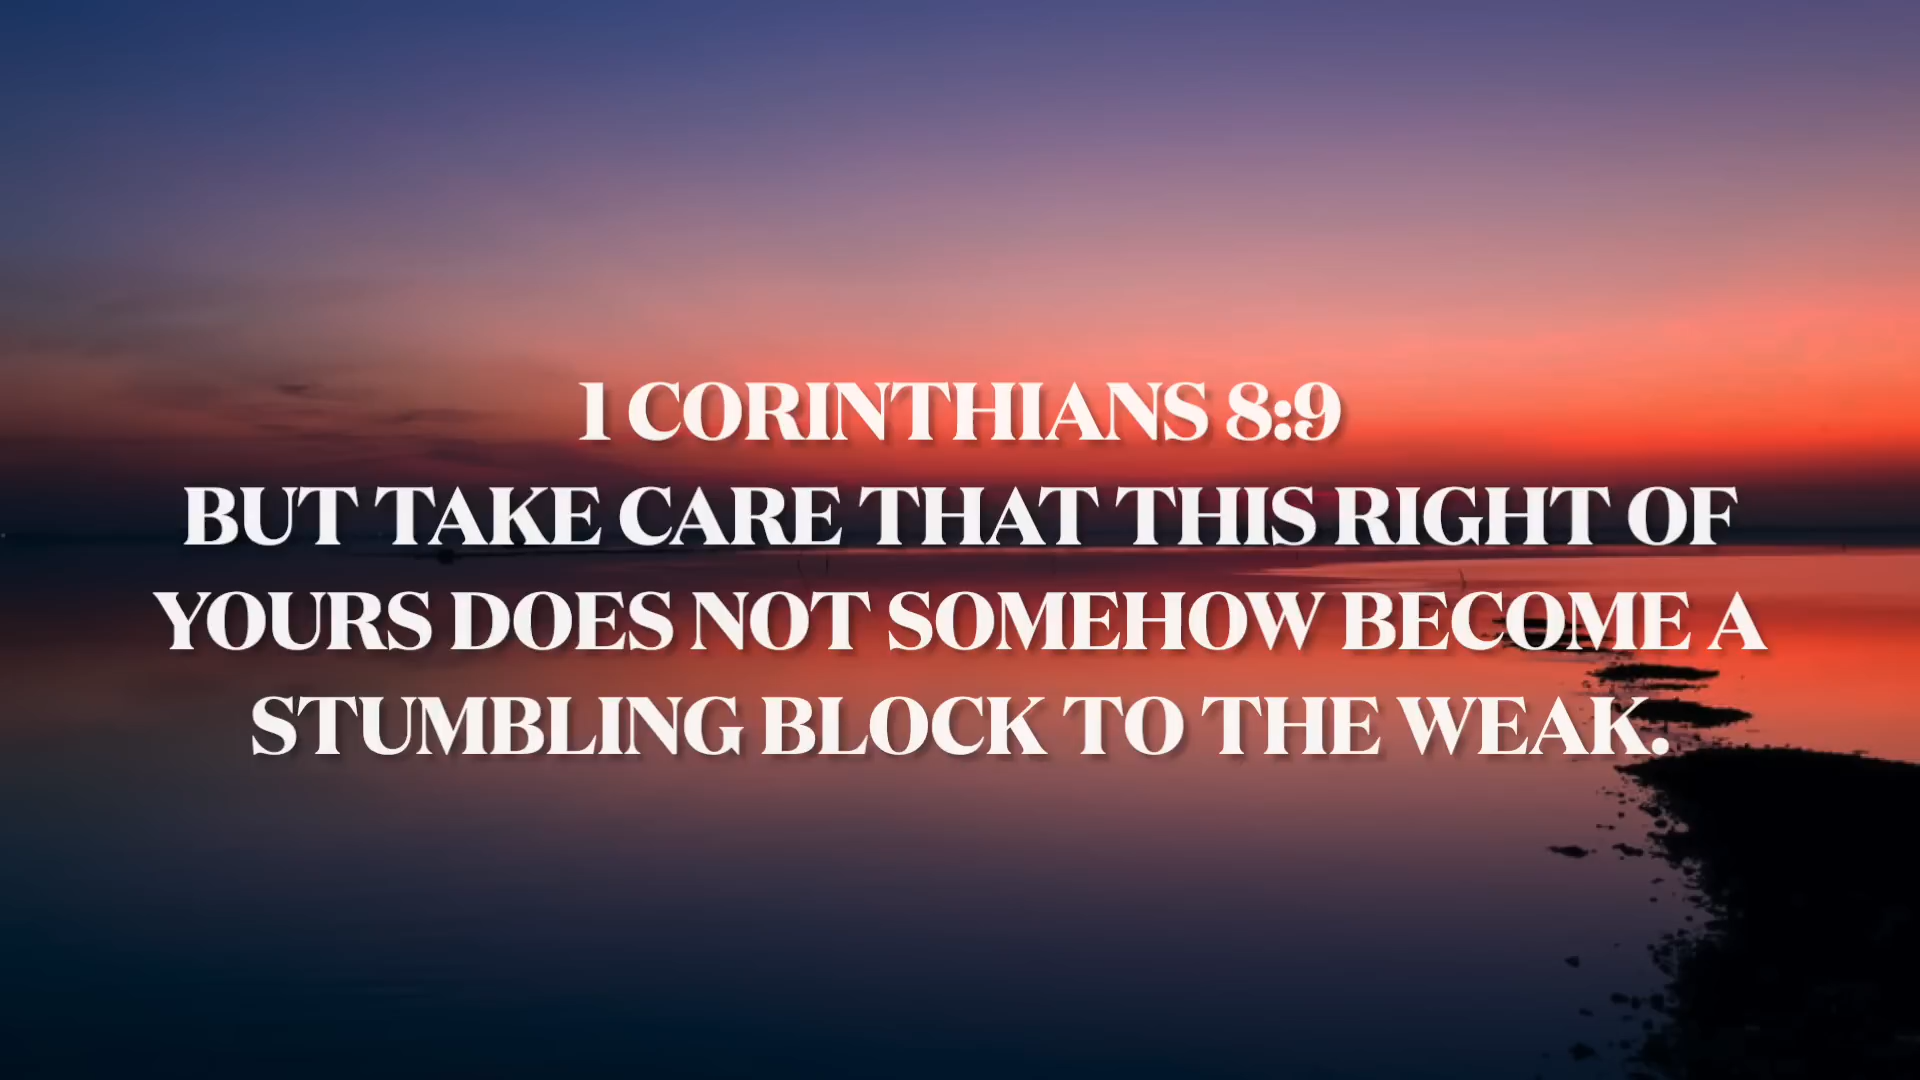 1 CORINTHIANS 8:9
BUT TAKE CARE THAT THIS RIGHT OF
YOURS DOES NOT SOMEHOW BECOME A
STUMBLING BLOCK TO THE WEAK.